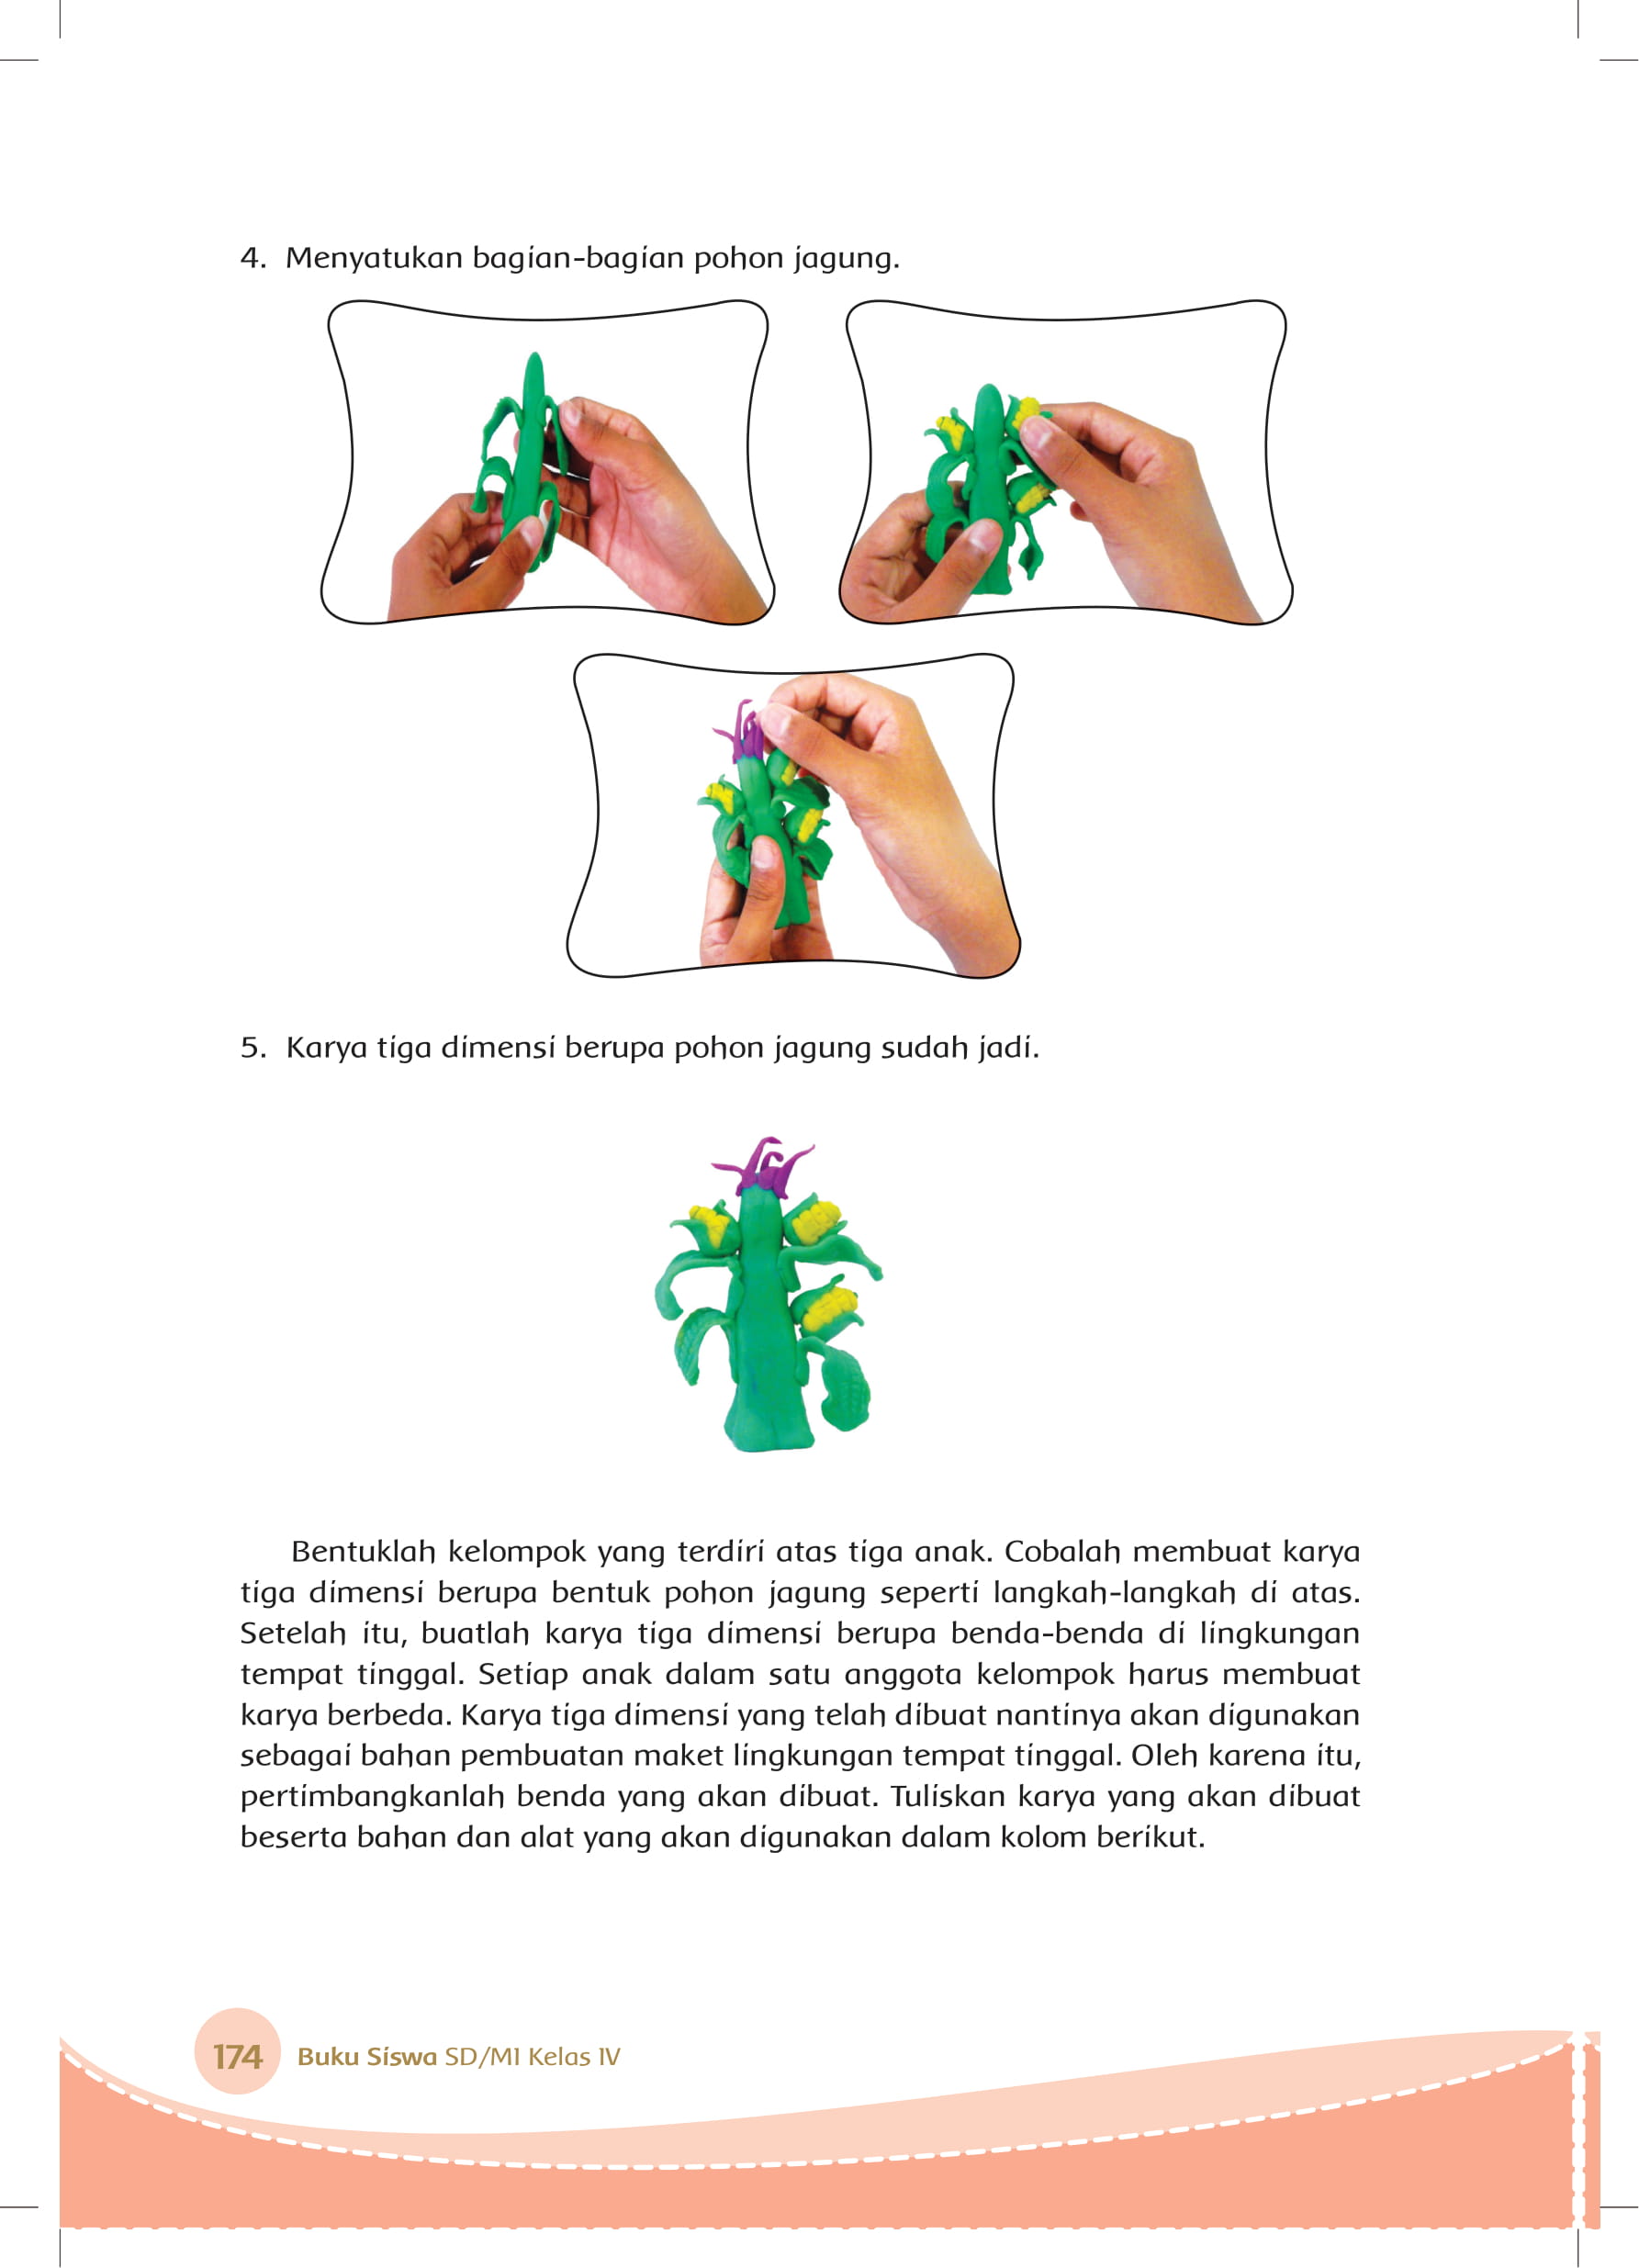 4. Menyatukan bagian-bagian pohon jagung.
5. Karya tiga dimensi berupa pohon jagung sudah jadi.
Bentuklah kelompok yang terdiri atas tiga anak. Cobalah membuat karya
tiga dimensi berupa bentuk pohon jagung seperti langkah-langkah di atas.
Setelah itu, buatlah karya tiga dimensi berupa benda-benda di lingkungan
tempat tinggal. Setiap anak dalam satu anggota kelompok harus membuat
karya berbeda. Karya tiga dimensi yang telah dibuat nantinya akan digunakan
sebagai bahan pembuatan maket lingkungan tempat tinggal. Oleh karena itu,
pertimbangkanlah benda yang akan dibuat. Tuliskan karya yang akan dibuat
beserta bahan dan alat yang akan digunakan dalam kolom berikut.
174 Buku Siswa SD/MI Kelas IV